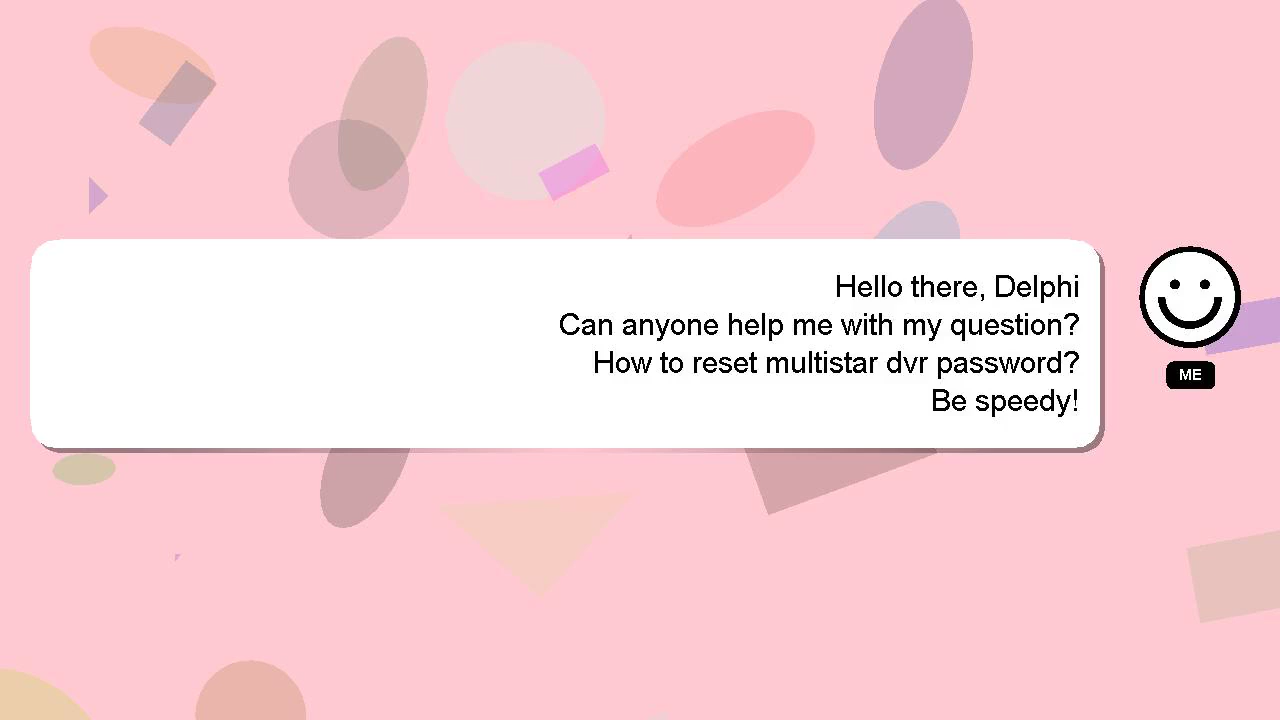 Hello there, Delphi
Can anyone help me with my question?
How to reset multistar dvr password?
Be speedy!
ME